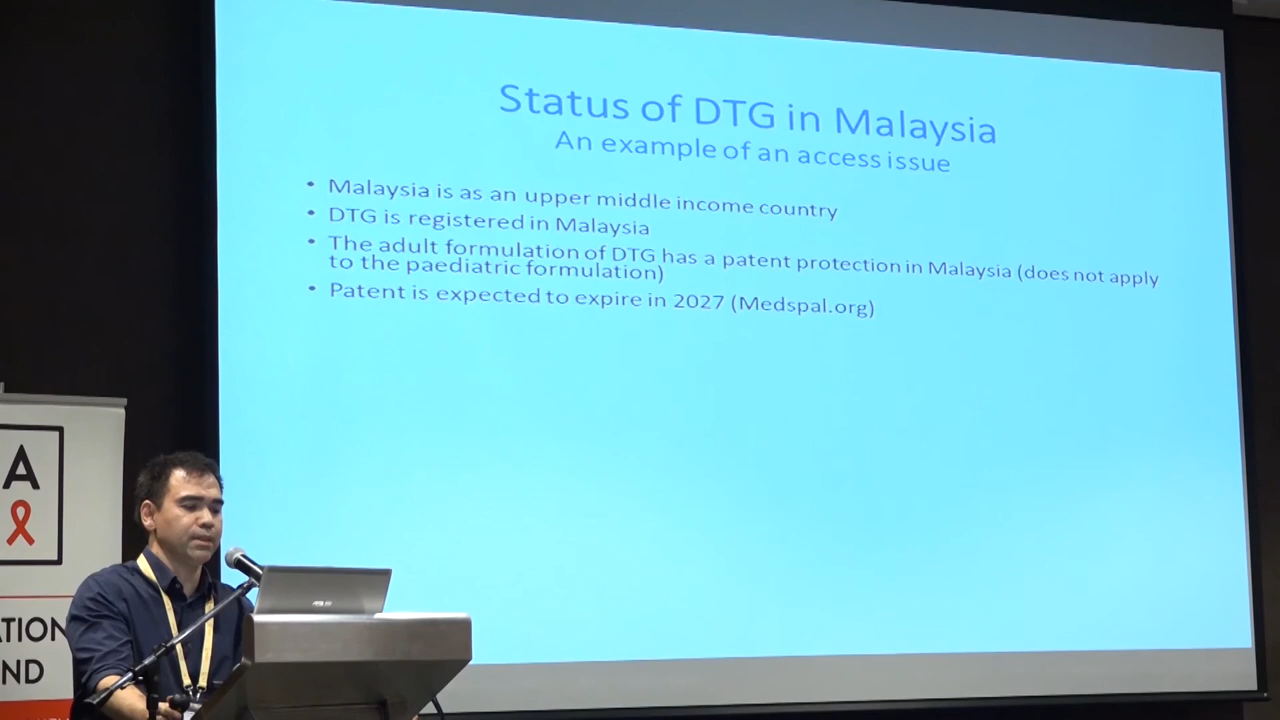 Status of DTG in Malaysia
An example of an access issue
• Malaysia is as an upper middle income country
• DTG is registered in Malaysia
• The adult formulation of DTG has a patent protection in Malaysia (does not apply
to the paediatric formulation)
• Patent is expected to expire in 2027 (Medspal.org)
A
ATION
ND